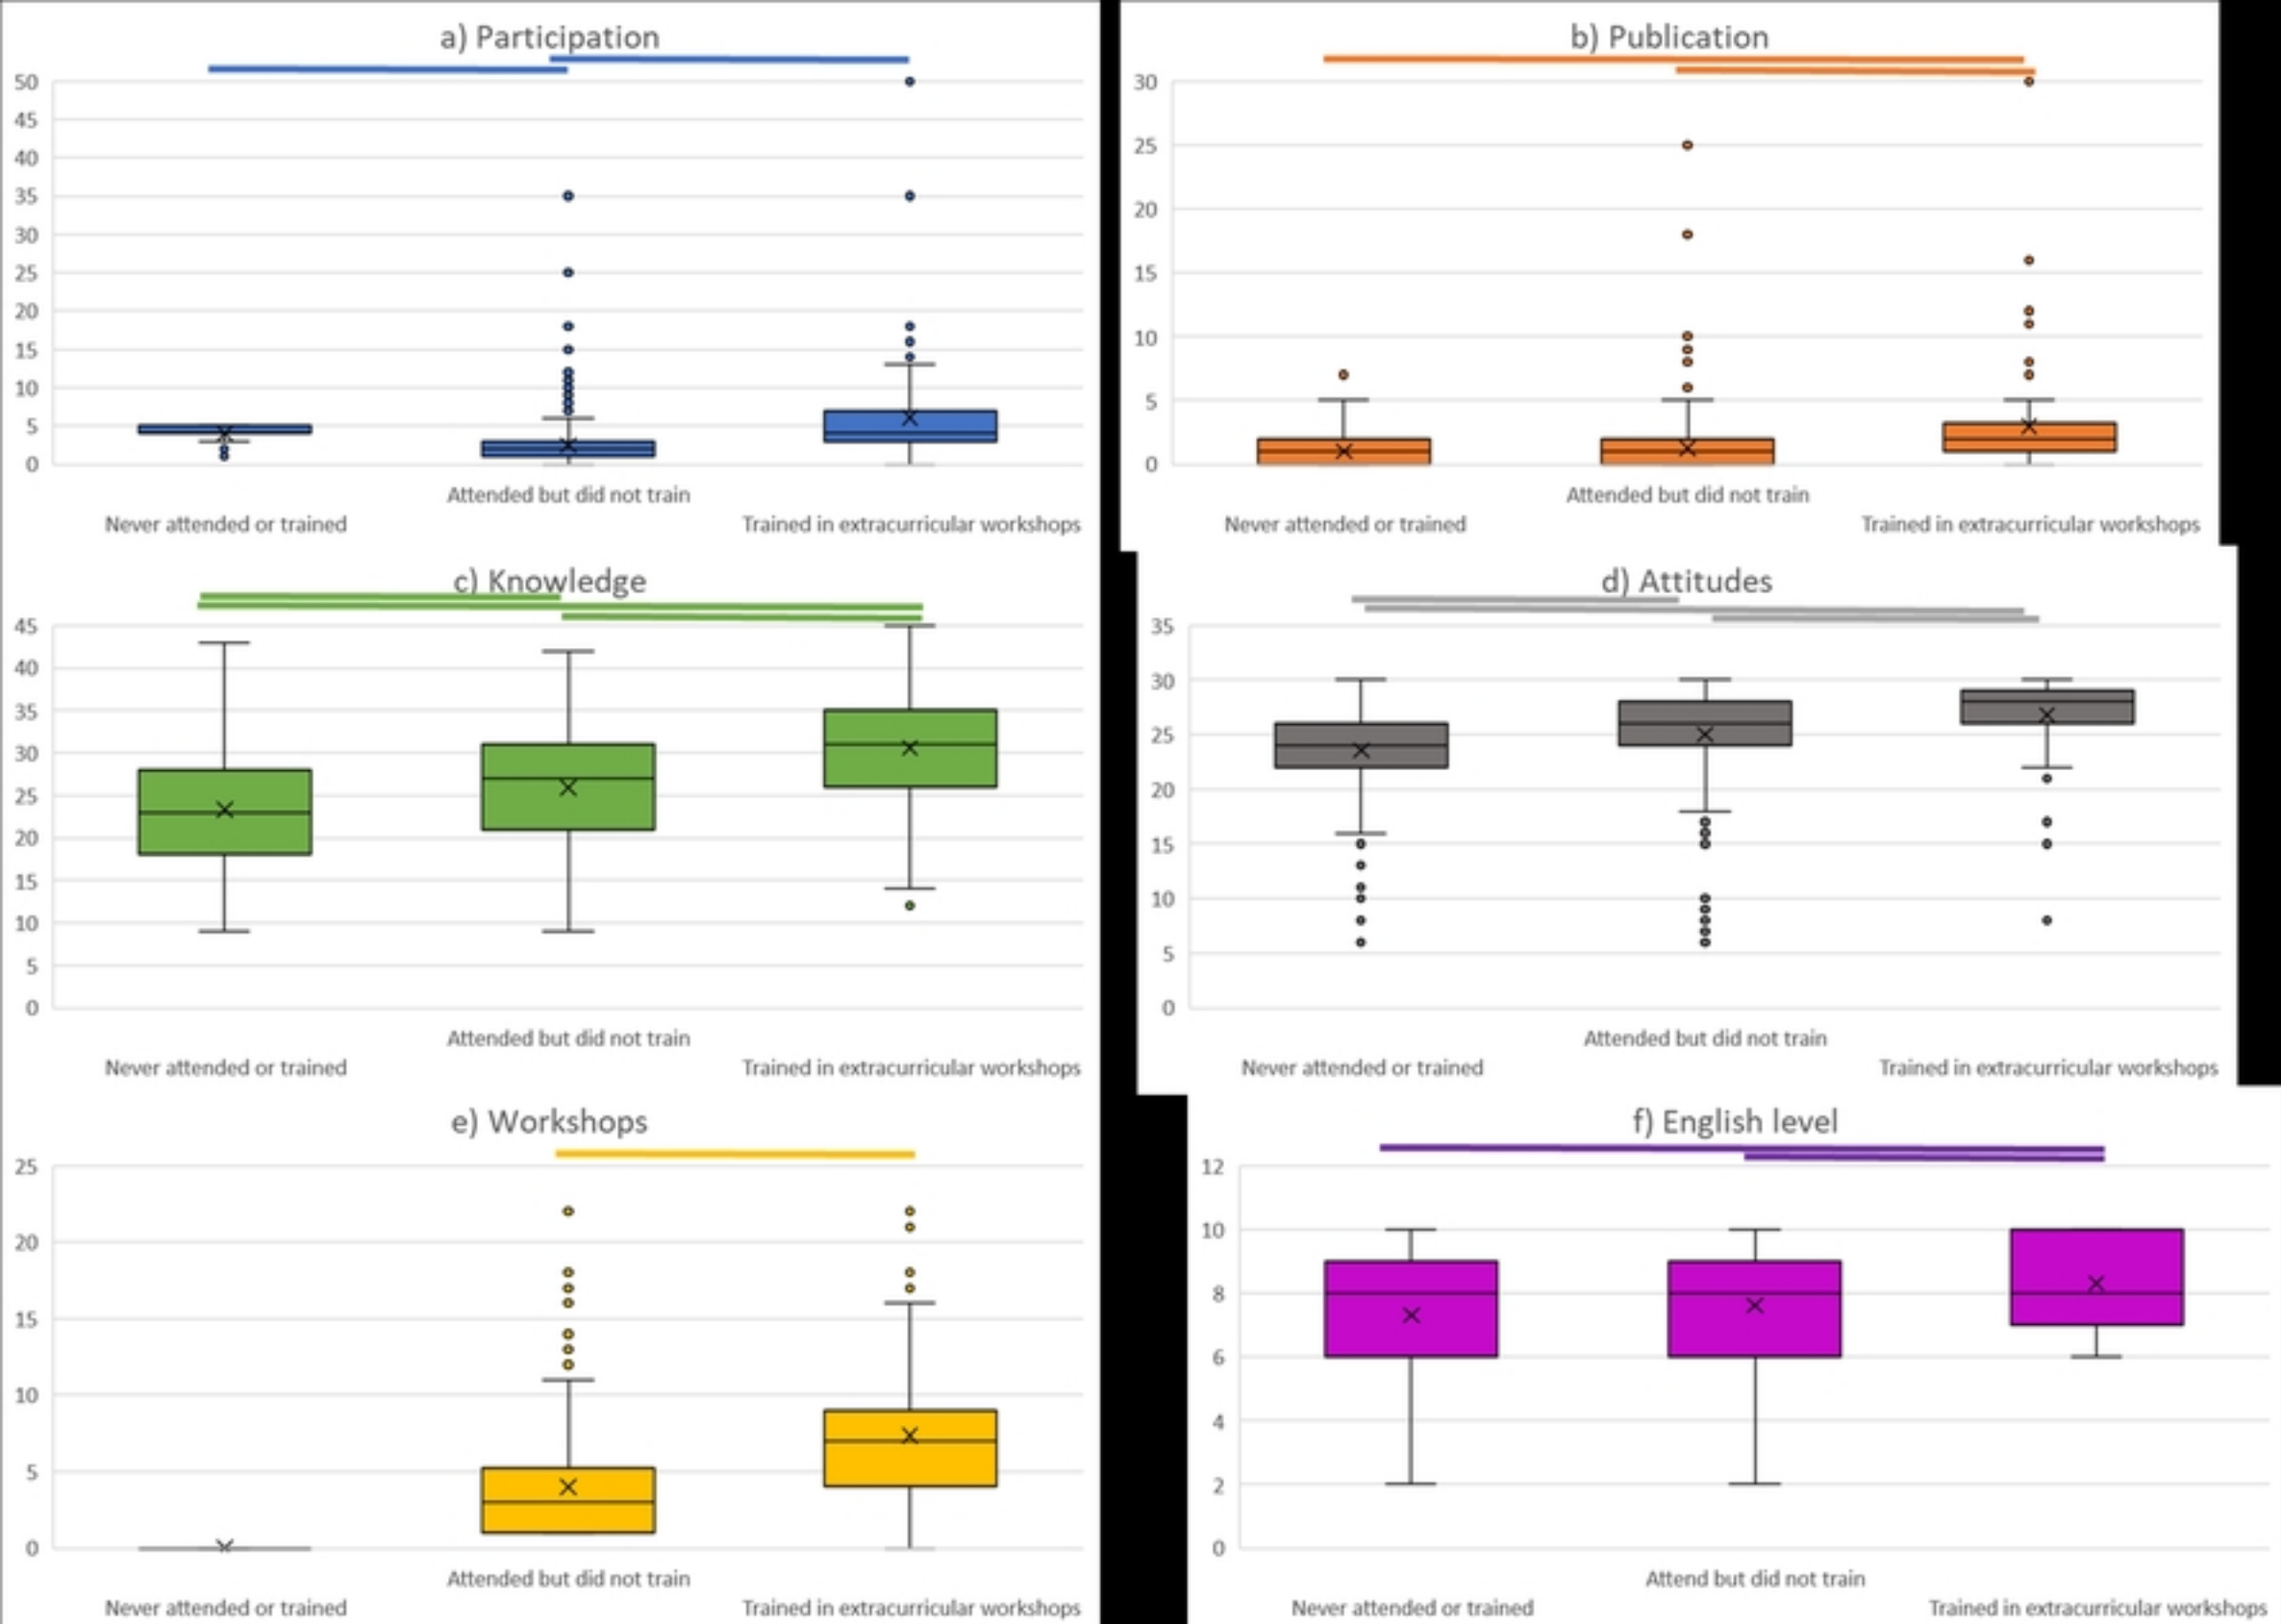 a) Participation
50
45
40
35
30
25
20
15
10
5
0
Attended but did not train
Never attended or trained
Trained in extracurricular workshops
b) Publication
30
25
20
15
10
5
0
Attended but did not train
Never attended or trained
Trained in extracurricular workshops
c) Knowledge
45
40
35
30
25
20
15
10
5
0
Attended but did not train
Never attended or trained
Trained in extracurricular workshops
d) Attitudes
35
30
25
20
15
10
5
0
Attended but did not train
Never attended or trained
Trained in extracurricular workshops
e) Workshops
25
20
15
10
5
0
Attended but did not train
Never attended or trained
Trained in extracurricular workshops
f) English level
12
10
8
6
4
2
0
Attend but did not train
Never attended or trained
Trained in extracurricular workshops